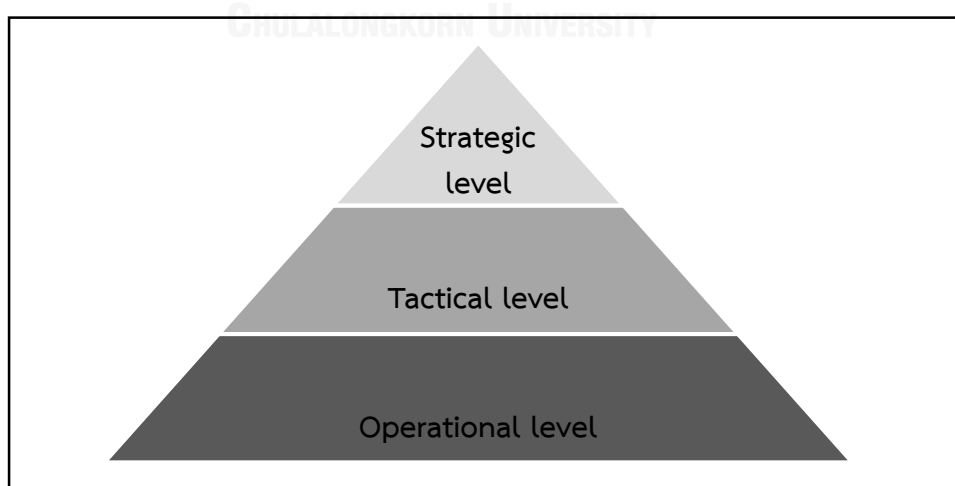 CHULALONGKORN UNIVERSITY
Strategic
level
Tactical level
Operational level